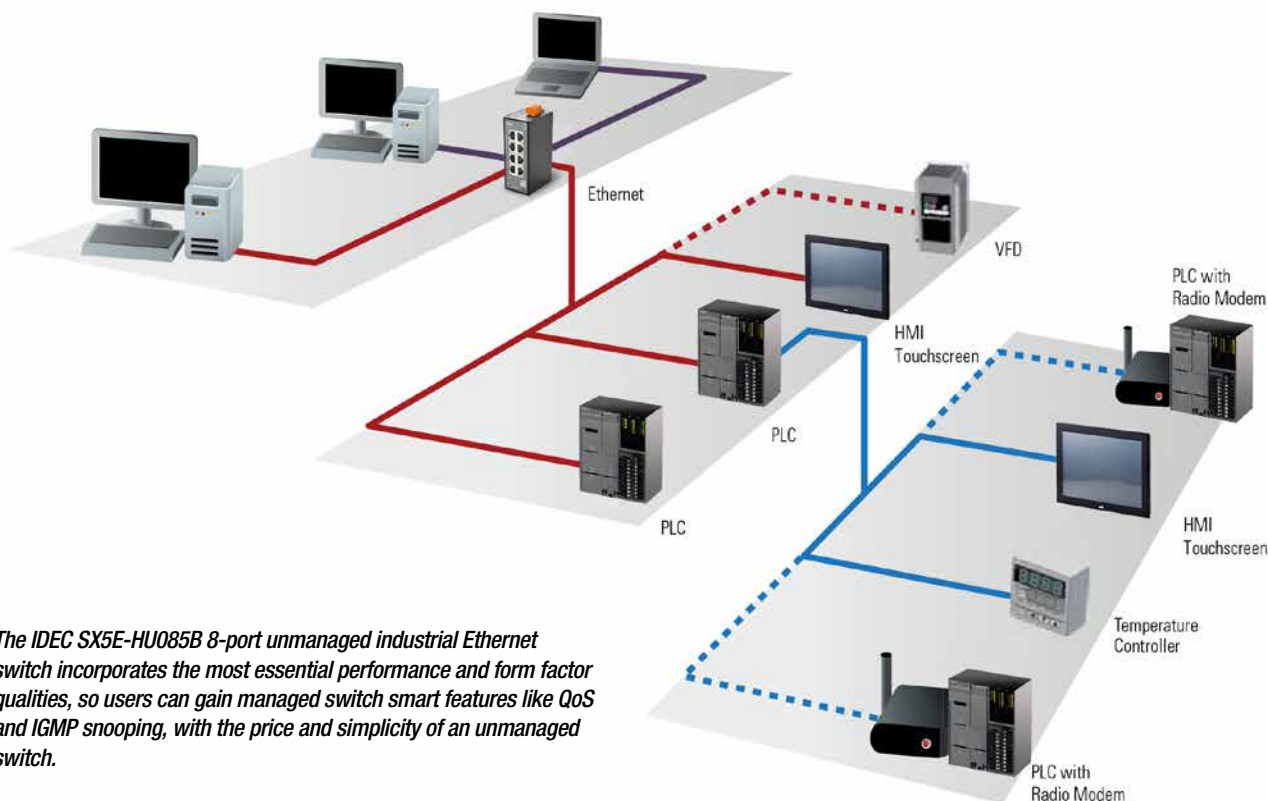 Ethernet
VFD
PLC with
Radio Modem
HMI
Touchscreen
PLC
PLC
HMI
Touchscreen
Temperature
Controller
PLC with
Radio Modem
The IDEC SX5E-HU085B 8-port unmanaged industrial Ethernet
switch incorporates the most essential performance and form factor
qualities, so users can gain managed switch smart features like QoS
and IGMP snooping, with the price and simplicity of an unmanaged
switch.